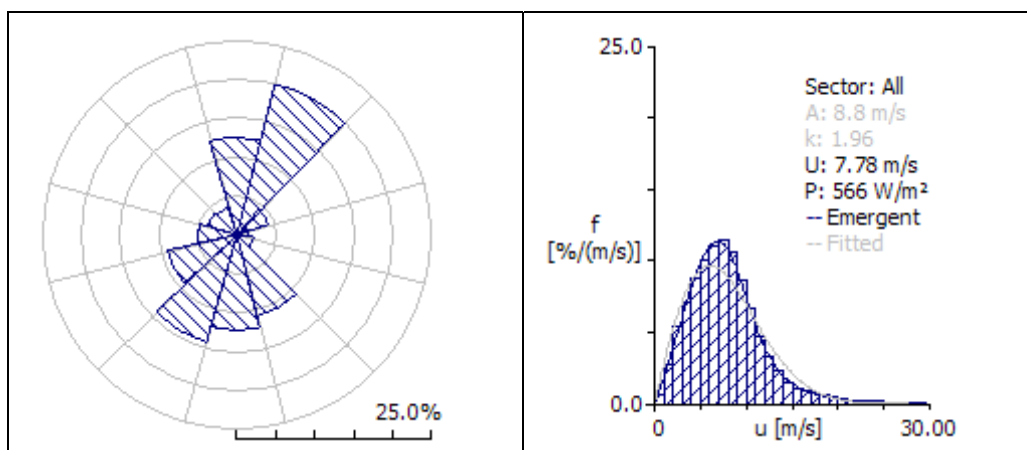 25.0%
25.0
Sector: All
A: 8.8 m/s
k: 1.96
U: 7.78 m/s
P: 566 W/m²
-- Emergent
-- Fitted
f
[%/(m/s)]
0.0
0
u [m/s]
30.00